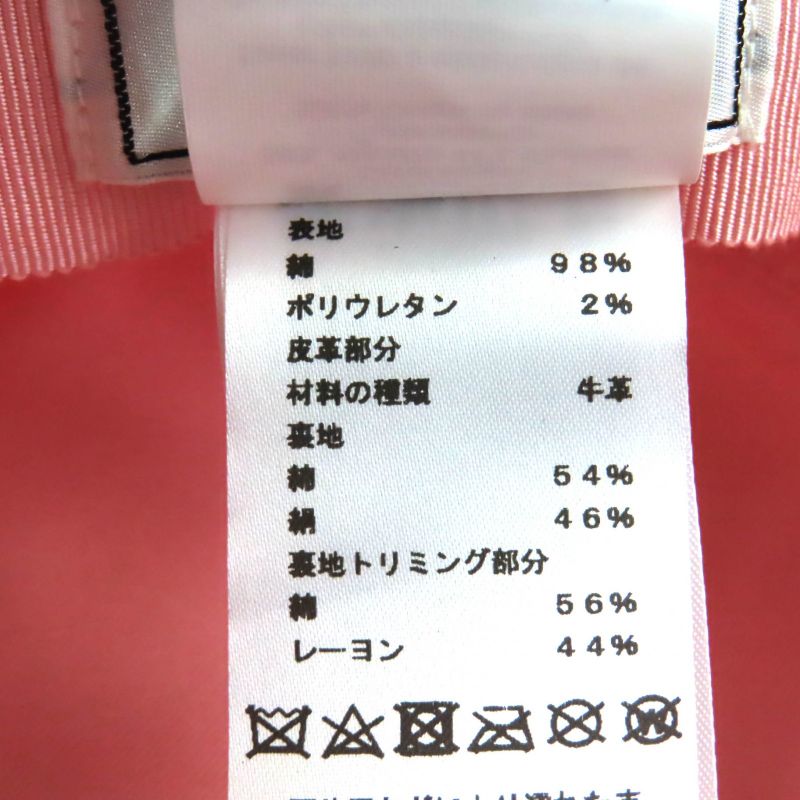 表地
綿 98%
ポリウレタン 2%
皮革部分
材料の種類 牛革
裏地
綿 54%
絹 46%
裏地トリミング部分
綿 56%
レーヨン 44%
W